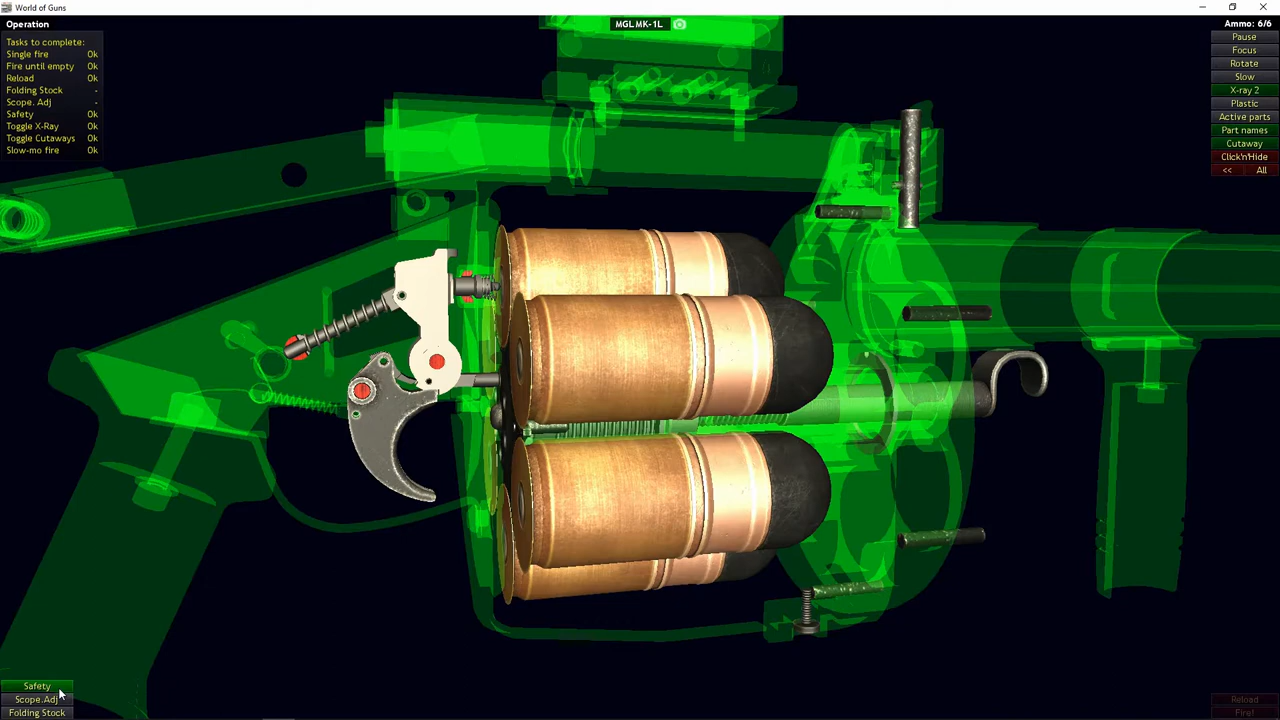 World of Guns
Operation
MGL MK-1L
Ammo: 6/6
Tasks to complete:
Single fire Ok
Fire until empty Ok
Reload Ok
Folding Stock -
Scope. Adj -
Safety Ok
Toggle X-Ray Ok
Toggle Cutaways Ok
Slow-mo fire Ok
Pause
Focus
Rotate
Slow
X-ray 2
Plastic
Active parts
Part names
Cutaway
Click'n'Hide
<< All
Safety
Scope.Adj
Folding Stock
Reload
Fire!